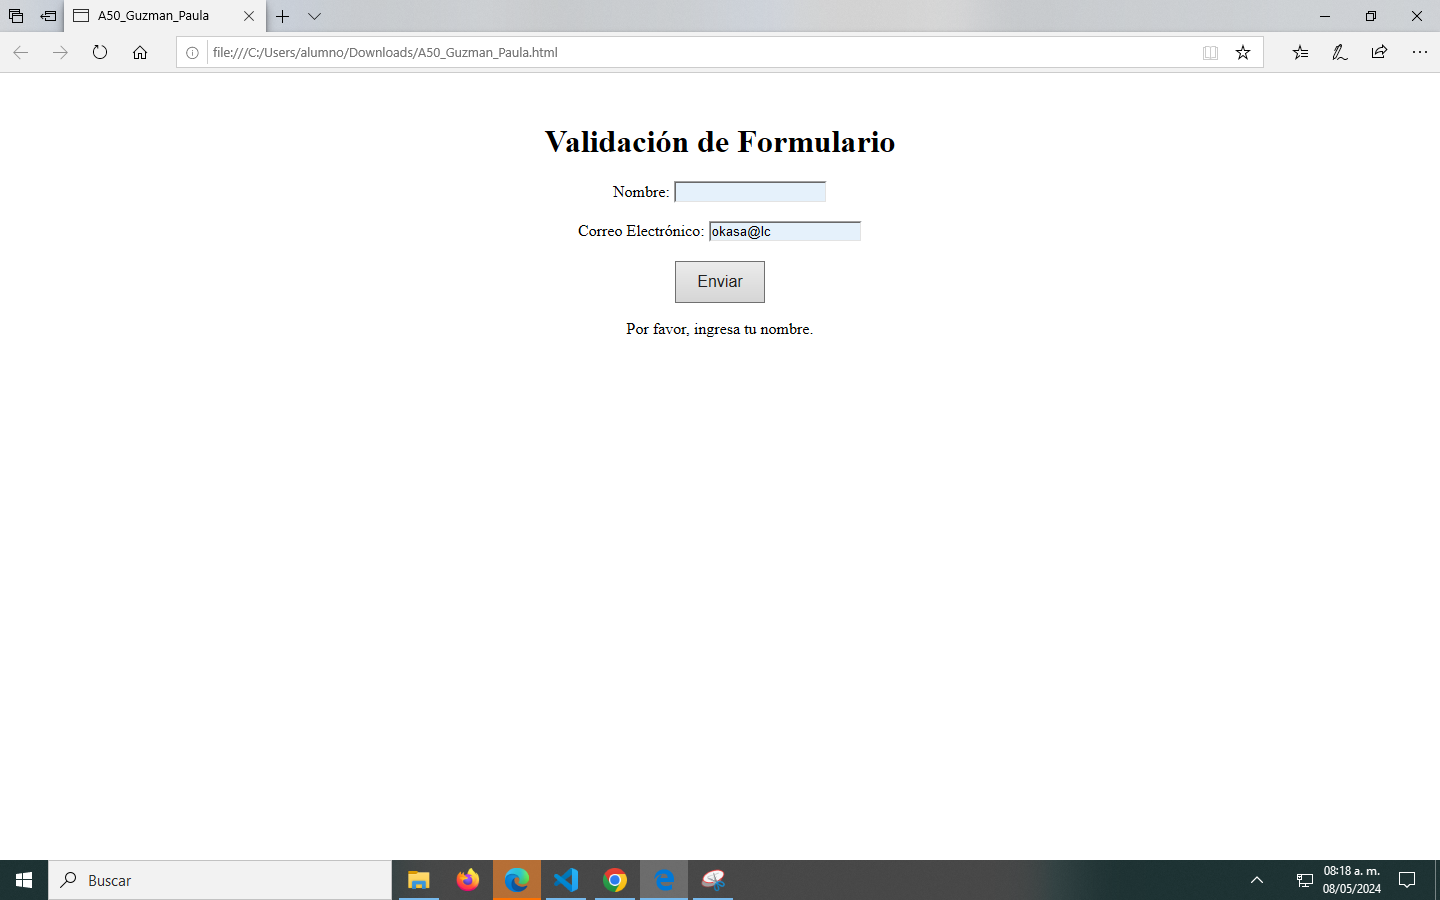 A50_Guzman_Paula
file:///C:/Users/alumno/Downloads/A50_Guzman_Paula.html
Validación de Formulario
Nombre:
Correo Electrónico: okasa@lc
Enviar
Por favor, ingresa tu nombre.
Buscar
08:18 a. m.
08/05/2024